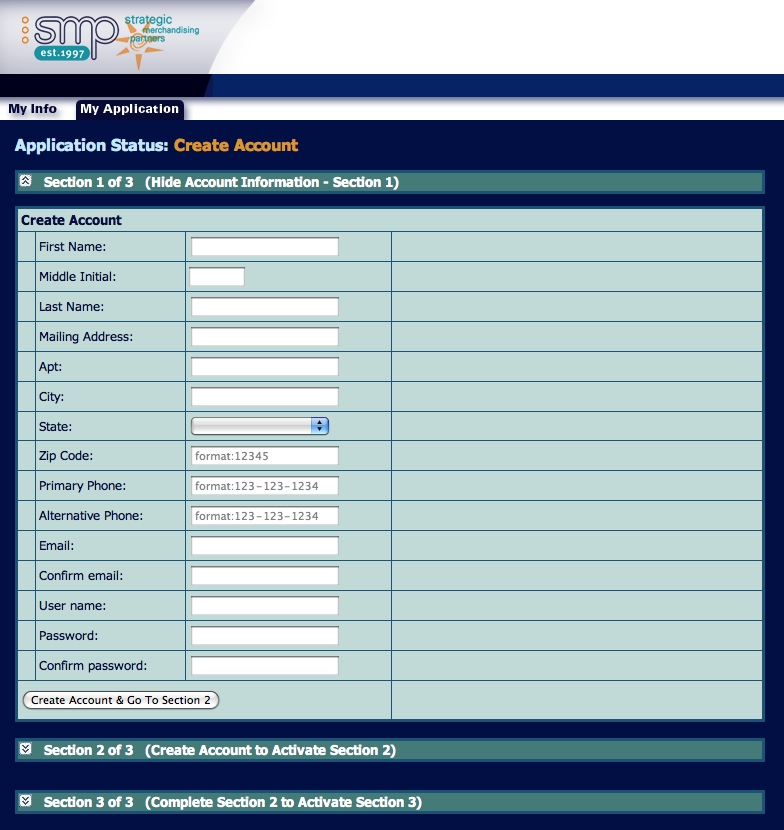 smp strategic
merchandising
partners
est.1997
My Info My Application
Application Status: Create Account
Section 1 of 3 (Hide Account Information - Section 1)
Create Account
First Name:
Middle Initial:
Last Name:
Mailing Address:
Apt:
City:
State:
Zip Code: format:12345
Primary Phone: format:123-123-1234
Alternative Phone: format:123-123-1234
Email:
Confirm email:
User name:
Password:
Confirm password:
Create Account & Go To Section 2
Section 2 of 3 (Create Account to Activate Section 2)
Section 3 of 3 (Complete Section 2 to Activate Section 3)